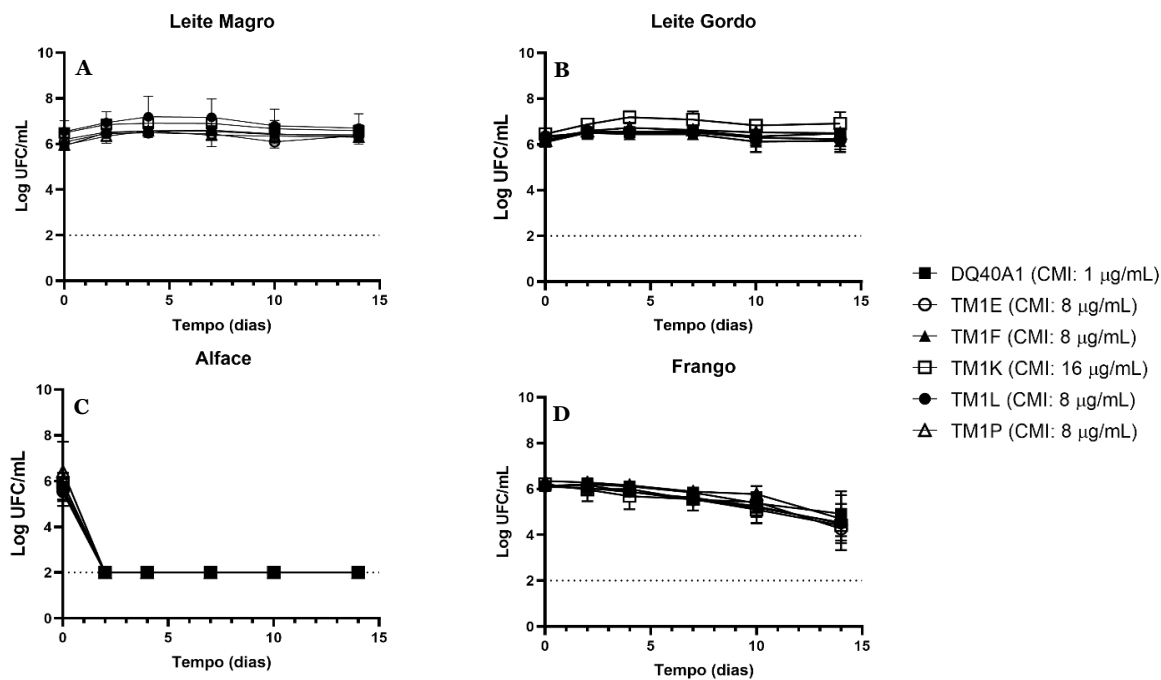 Leite Magro
A
Log UFC/mL
10
8
6
4
2
0
0 5 10 15
Tempo (dias)
Leite Gordo
B
Log UFC/mL
10
8
6
4
2
0
0 5 10 15
Tempo (dias)
DQ40A1 (CMI: 1 μg/mL)
TM1E (CMI: 8 μg/mL)
TM1F (CMI: 8 μg/mL)
TM1K (CMI: 16 μg/mL)
TM1L (CMI: 8 μg/mL)
TM1P (CMI: 8 μg/mL)
Alface
C
Log UFC/mL
10
8
6
4
2
0
0 5 10 15
Tempo (dias)
Frango
D
Log UFC/mL
10
8
6
4
2
0
0 5 10 15
Tempo (dias)